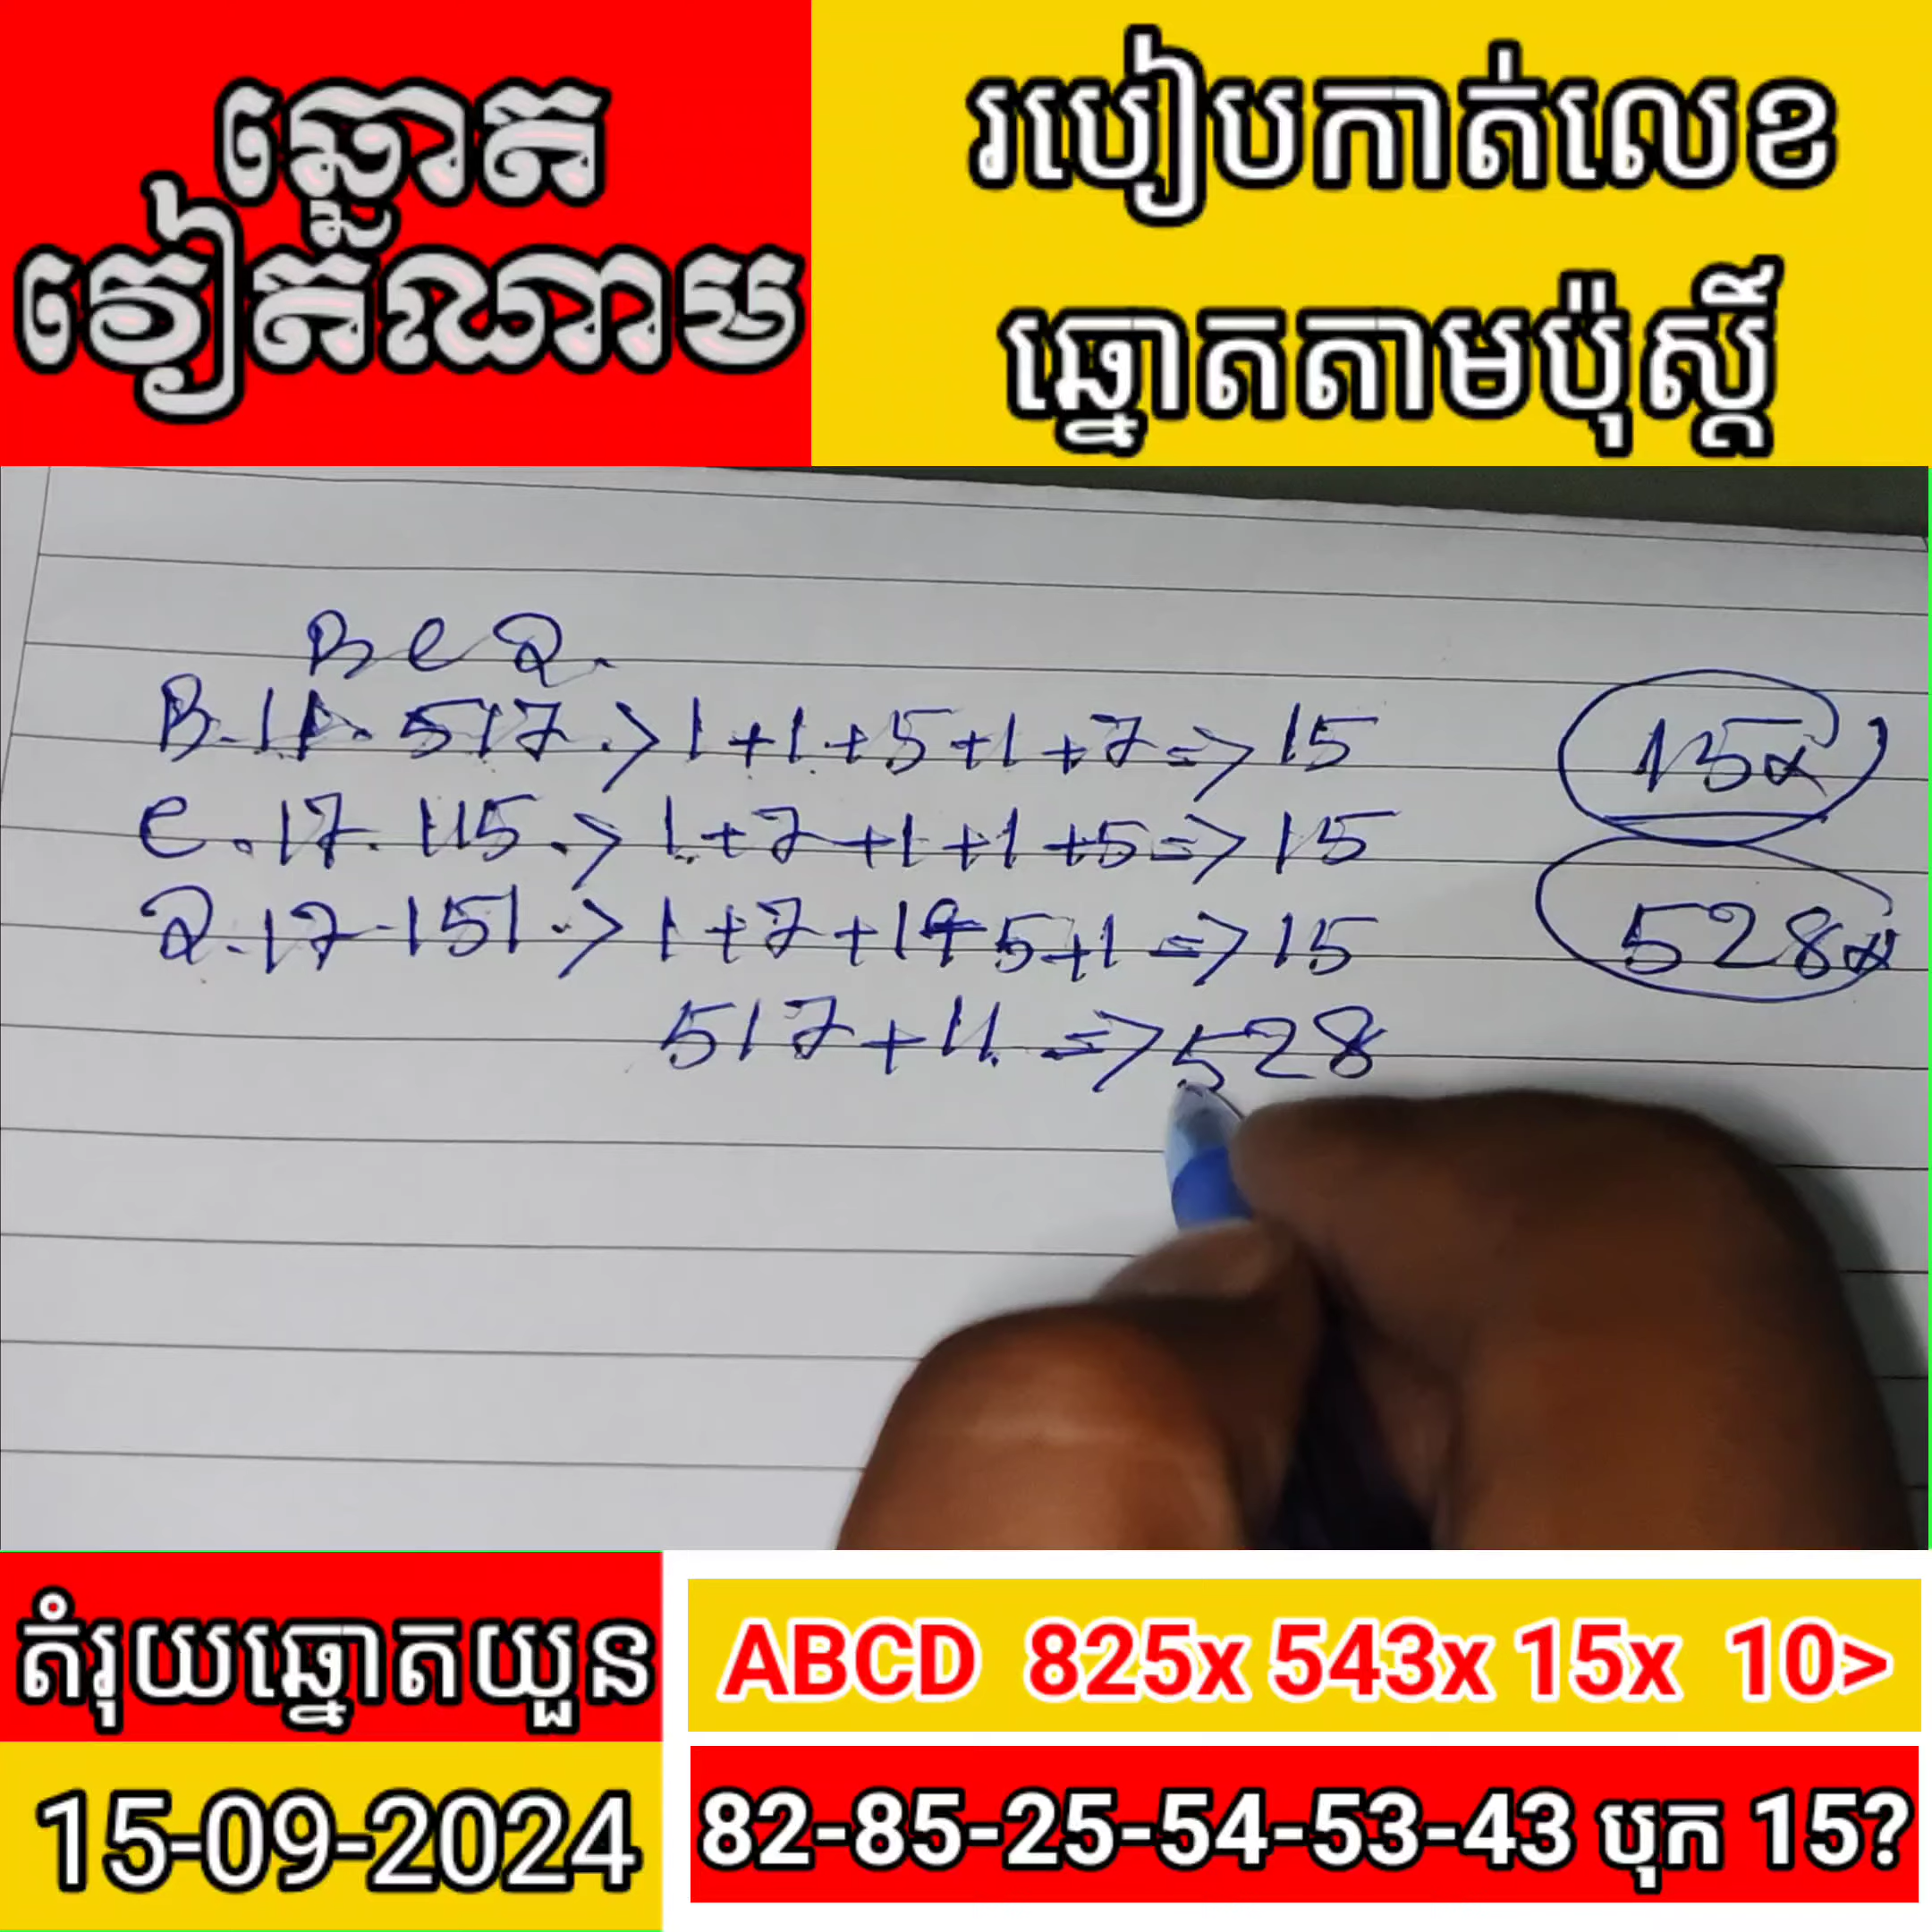 ឆ្នោត
វៀតណាម
របៀបកាត់លេខ
ឆ្នោតតាមប៉ុស្តិ៍
B C D.
B.11.517.>1+1+5+1+7=>15
C.17.115.>1+7+1+1+5=>15
D.17.151.>1+7+1+5+1=>15
517+11.=>528
15x
528x
តំរុយឆ្នោតយួន
15-09-2024
ABCD 825x 543x 15x 10>
82-85-25-54-53-43 បុក 15?